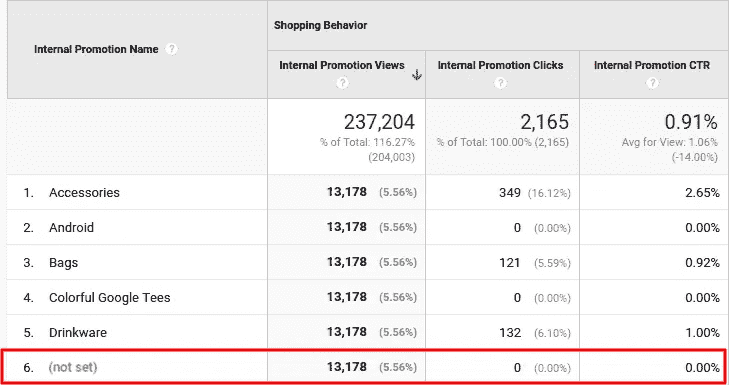 Shopping Behavior
Internal Promotion Name ?
Internal Promotion Views ?
Internal Promotion Clicks ?
Internal Promotion CTR ?
237,204 2,165 0.91%
% of Total: 116.27% % of Total: 100.00% (2,165) Avg for View: 1.06%
(204,003) (-14.00%)
1. Accessories 13,178 (5.56%) 349 (16.12%) 2.65%
2. Android 13,178 (5.56%) 0 (0.00%) 0.00%
3. Bags 13,178 (5.56%) 121 (5.59%) 0.92%
4. Colorful Google Tees 13,178 (5.56%) 0 (0.00%) 0.00%
5. Drinkware 13,178 (5.56%) 132 (6.10%) 1.00%
6. (not set) 13,178 (5.56%) 0 (0.00%) 0.00%